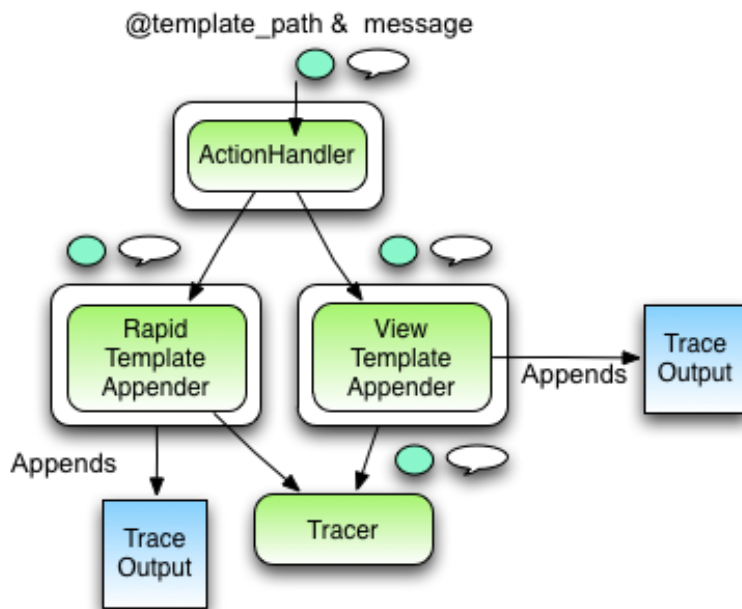 @template_path & message
ActionHandler
Rapid
Template
Appender
View
Template
Appender
Appends
Trace
Output
Appends
Trace
Output
Tracer